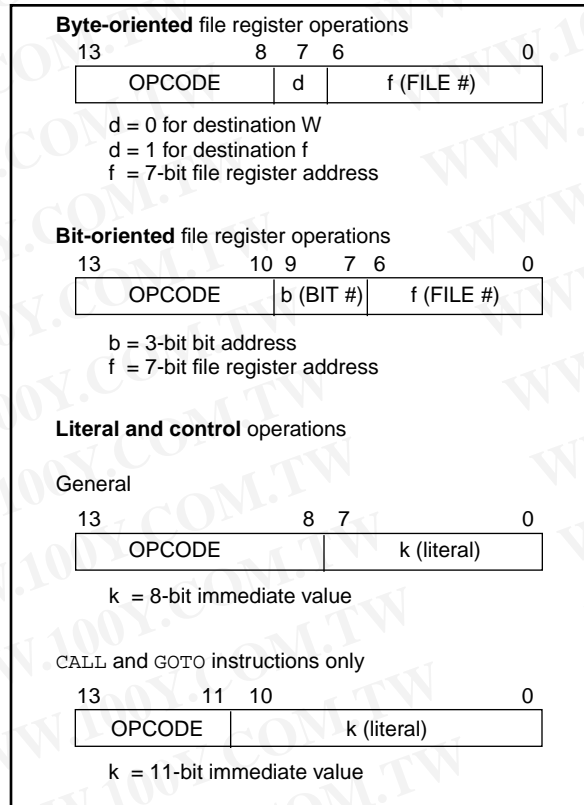 Byte-oriented file register operations
13 8 7 6 0
OPCODE d f (FILE #)
d = 0 for destination W
d = 1 for destination f
f = 7-bit file register address
Bit-oriented file register operations
13 10 9 7 6 0
OPCODE b (BIT #) f (FILE #)
b = 3-bit bit address
f = 7-bit file register address
Literal and control operations
General
13 8 7 0
OPCODE k (literal)
k = 8-bit immediate value
CALL and GOTO instructions only
13 11 10 0
OPCODE k (literal)
k = 11-bit immediate value
WWW.100Y.COM.TW